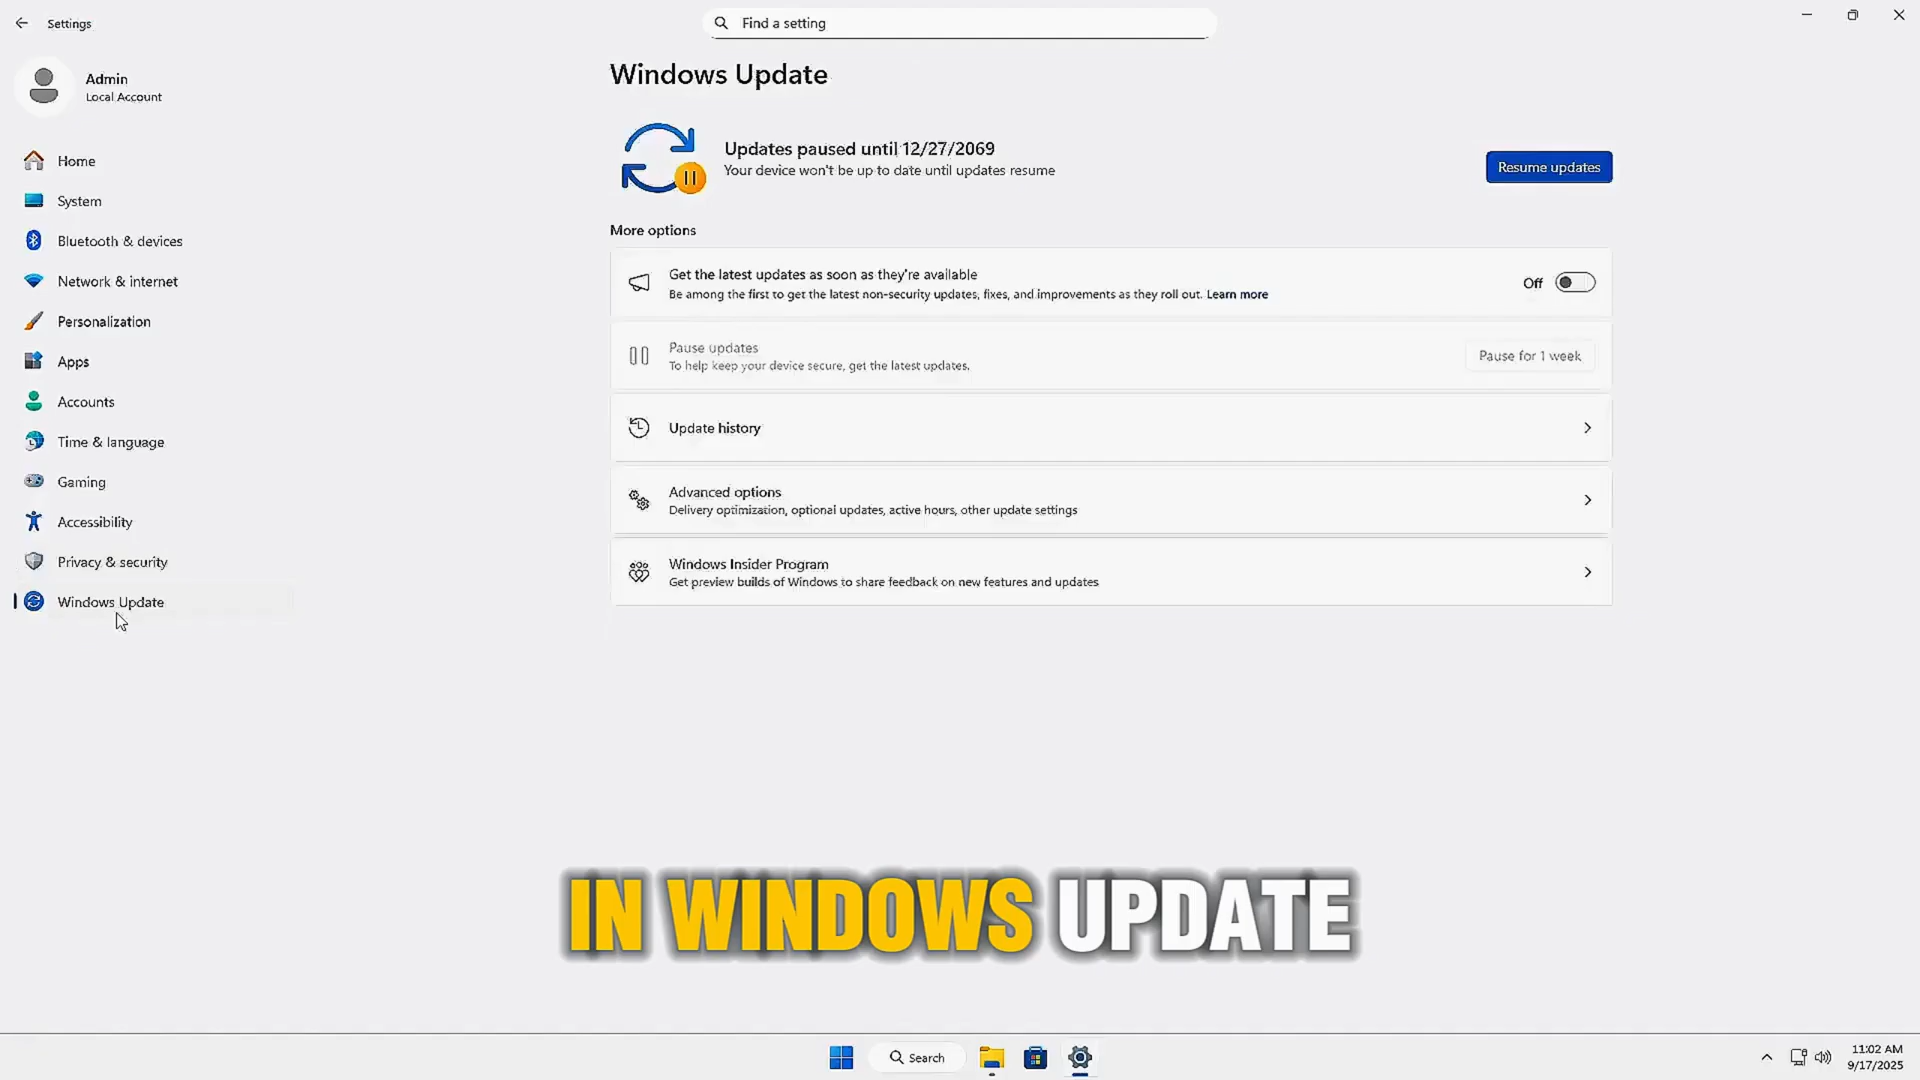 Settings
Find a setting
Admin
Local Account
Home
System
Bluetooth & devices
Network & internet
Personalization
Apps
Accounts
Time & language
Gaming
Accessibility
Privacy & security
Windows Update
Windows Update
Updates paused until 12/27/2069
Your device won't be up to date until updates resume
Resume updates
More options
Get the latest updates as soon as they're available
Be among the first to get the latest non-security updates, fixes, and improvements as they roll out. Learn more
Off
Pause updates
To help keep your device secure, get the latest updates.
Pause for 1 week
Update history
Advanced options
Delivery optimization, optional updates, active hours, other update settings
Windows Insider Program
Get preview builds of Windows to share feedback on new features and updates
IN WINDOWS UPDATE
Search
11:02 AM
9/17/2025